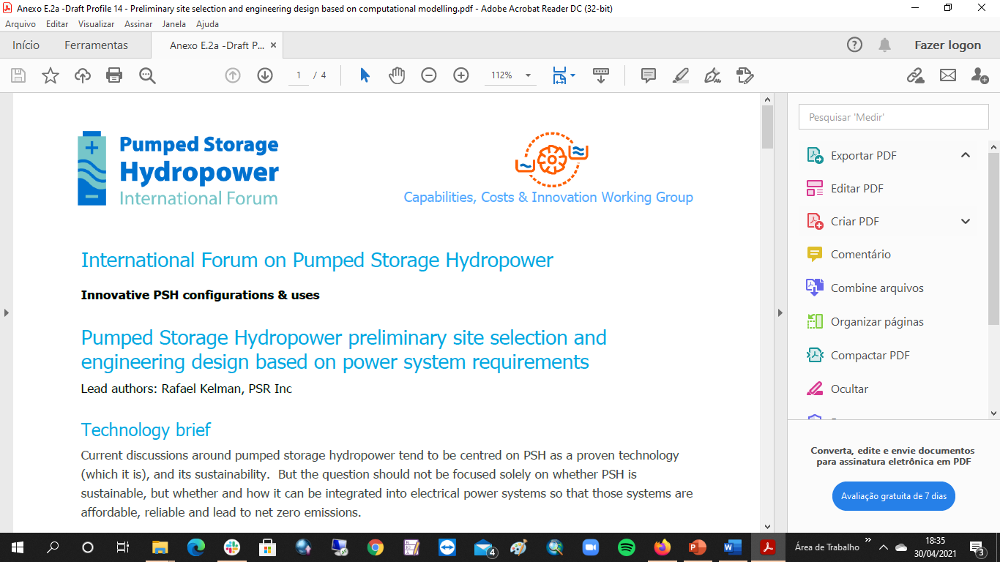 Anexo E.2a -Draft Profile 14 - Preliminary site selection and engineering design based on computational modelling.pdf - Adobe Acrobat Reader DC (32-bit)
Arquivo Editar Visualizar Assinar Janela Ajuda
Início Ferramentas Anexo E.2a -Draft P... × Fazer logon
1 / 4 112%
Pesquisar 'Medir'
Pumped Storage
Hydropower
International Forum
Capabilities, Costs & Innovation Working Group
International Forum on Pumped Storage Hydropower
Innovative PSH configurations & uses
Pumped Storage Hydropower preliminary site selection and
engineering design based on power system requirements
Lead authors: Rafael Kelman, PSR Inc
Technology brief
Current discussions around pumped storage hydropower tend to be centred on PSH as a proven technology
(which it is), and its sustainability. But the question should not be focused solely on whether PSH is
sustainable, but whether and how it can be integrated into electrical power systems so that those systems are
affordable, reliable and lead to net zero emissions.
Exportar PDF
Editar PDF
Criar PDF
Comentário
Combine arquivos
Organizar páginas
Compactar PDF
Ocultar
Converta, edite e envie documentos
para assinatura eletrônica em PDF
Avaliação gratuita de 7 dias
4
Área de Trabalho
18:35
30/04/2021
3